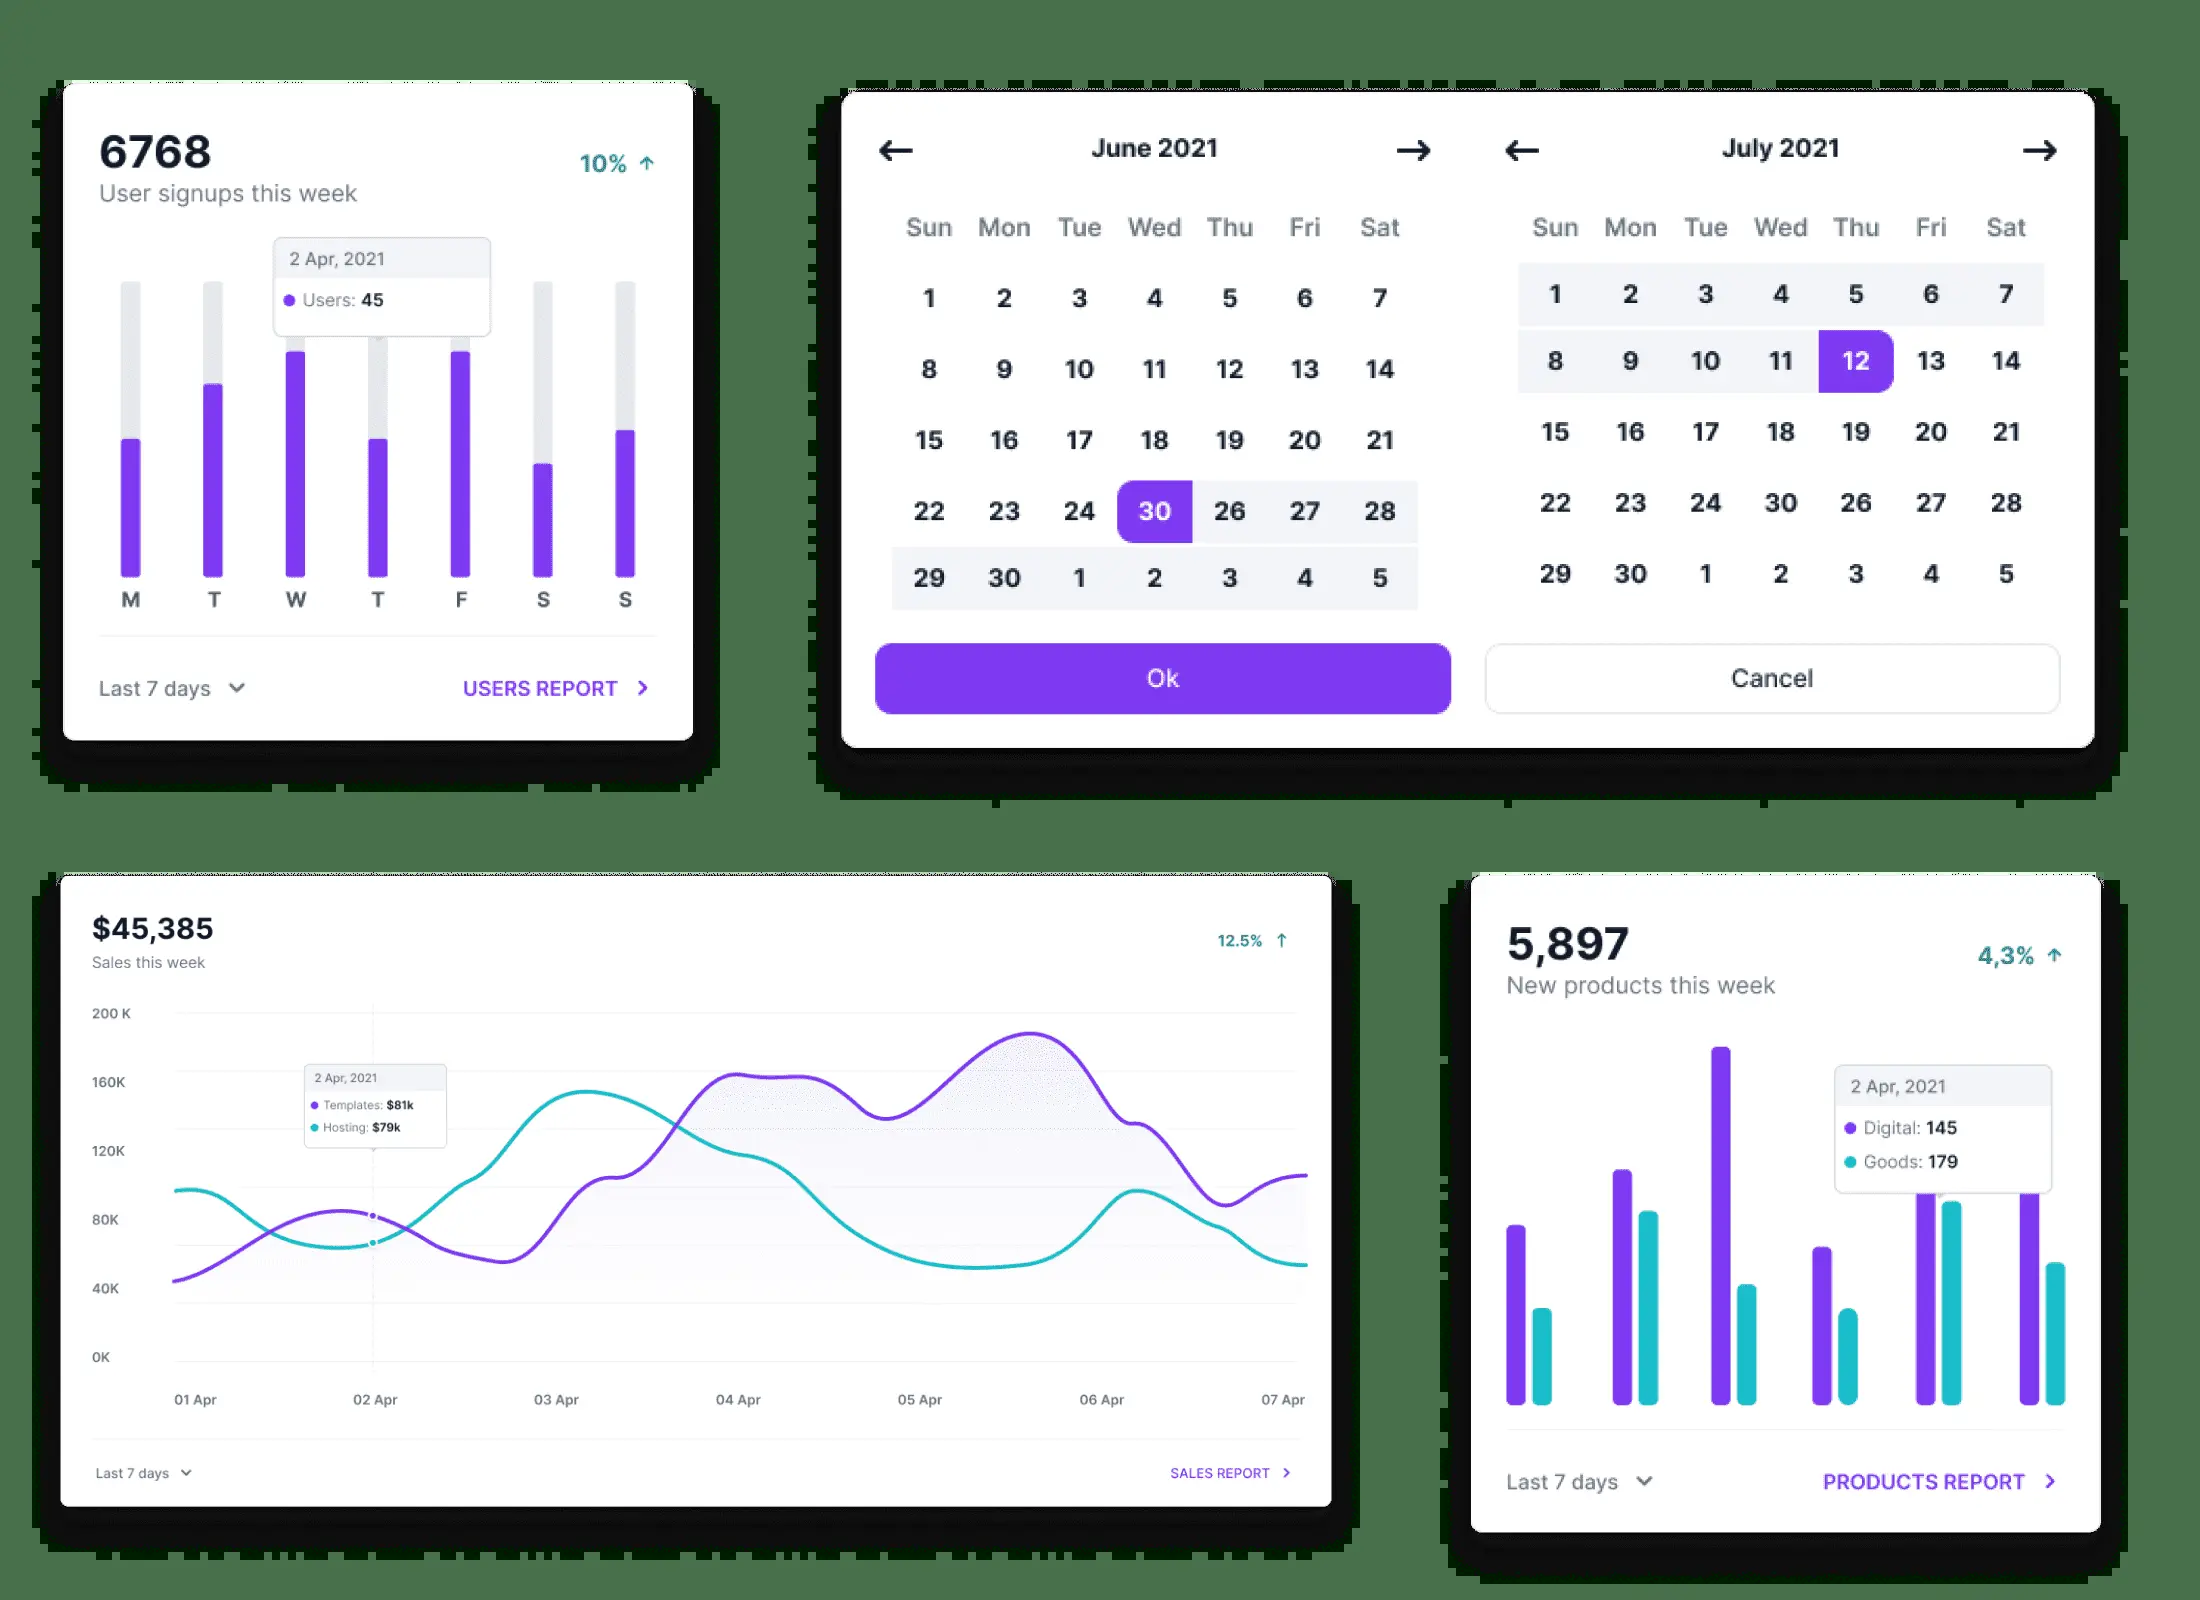 6768
10%
User signups this week
2 Apr, 2021
Users: 45
M T W T F S S
Last 7 days
USERS REPORT
June 2021
Sun Mon Tue Wed Thu Fri Sat
1 2 3 4 5 6 7
8 9 10 11 12 13 14
15 16 17 18 19 20 21
22 23 24 30 26 27 28
29 30 1 2 3 4 5
July 2021
Sun Mon Tue Wed Thu Fri Sat
1 2 3 4 5 6 7
8 9 10 11 12 13 14
15 16 17 18 19 20 21
22 23 24 30 26 27 28
29 30 1 2 3 4 5
Ok
Cancel
$45,385
12.5%
Sales this week
200 K
160K
120K
80K
40K
0K
2 Apr, 2021
Templates: $81k
Hosting: $79k
01 Apr 02 Apr 03 Apr 04 Apr 05 Apr 06 Apr 07 Apr
Last 7 days
SALES REPORT
5,897
4,3%
New products this week
2 Apr, 2021
Digital: 145
Goods: 179
Last 7 days
PRODUCTS REPORT